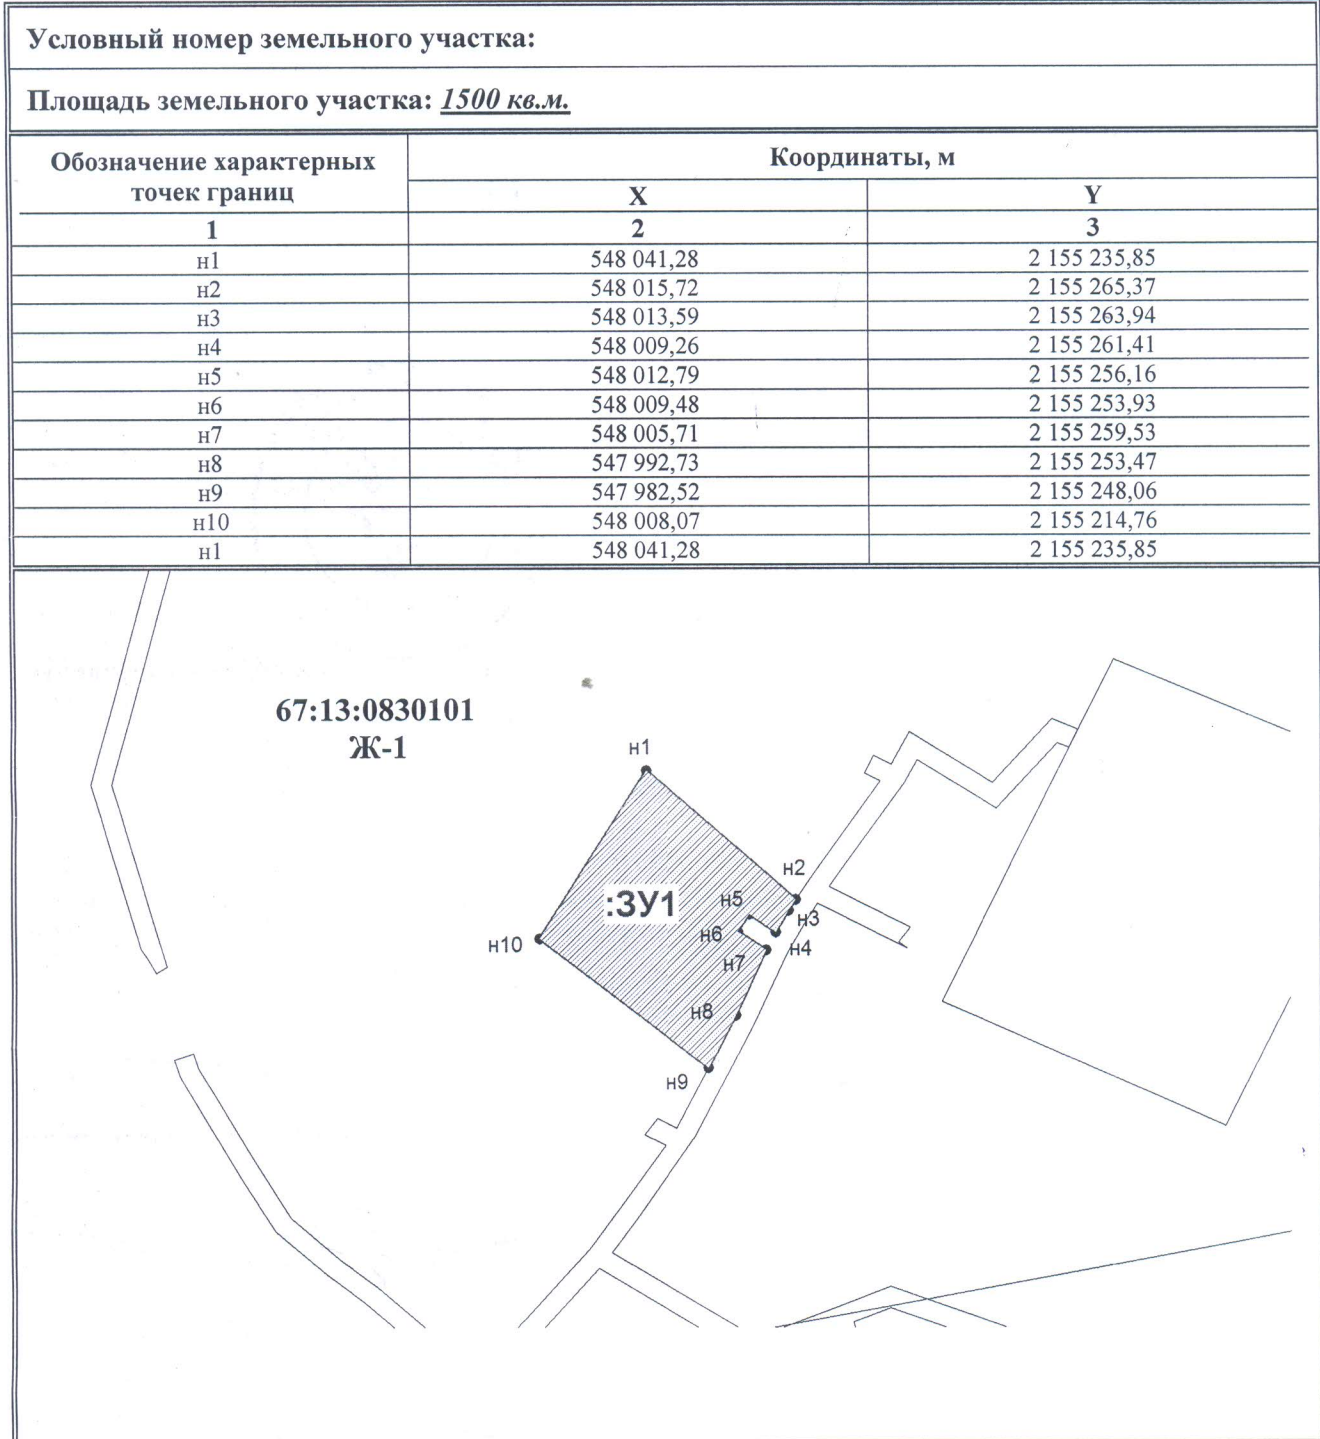 Условный номер земельного участка:
Площадь земельного участка: 1500 кв.м.
Обозначение характерных точек границ
Координаты, м
X Y
1 2 3
н1 548 041,28 2 155 235,85
н2 548 015,72 2 155 265,37
н3 548 013,59 2 155 263,94
н4 548 009,26 2 155 261,41
н5 548 012,79 2 155 256,16
н6 548 009,48 2 155 253,93
н7 548 005,71 2 155 259,53
н8 547 992,73 2 155 253,47
н9 547 982,52 2 155 248,06
н10 548 008,07 2 155 214,76
н1 548 041,28 2 155 235,85
67:13:0830101
Ж-1
н1
н2
:ЗУ1
н5
н3
н6
н4
н10
н7
н8
н9